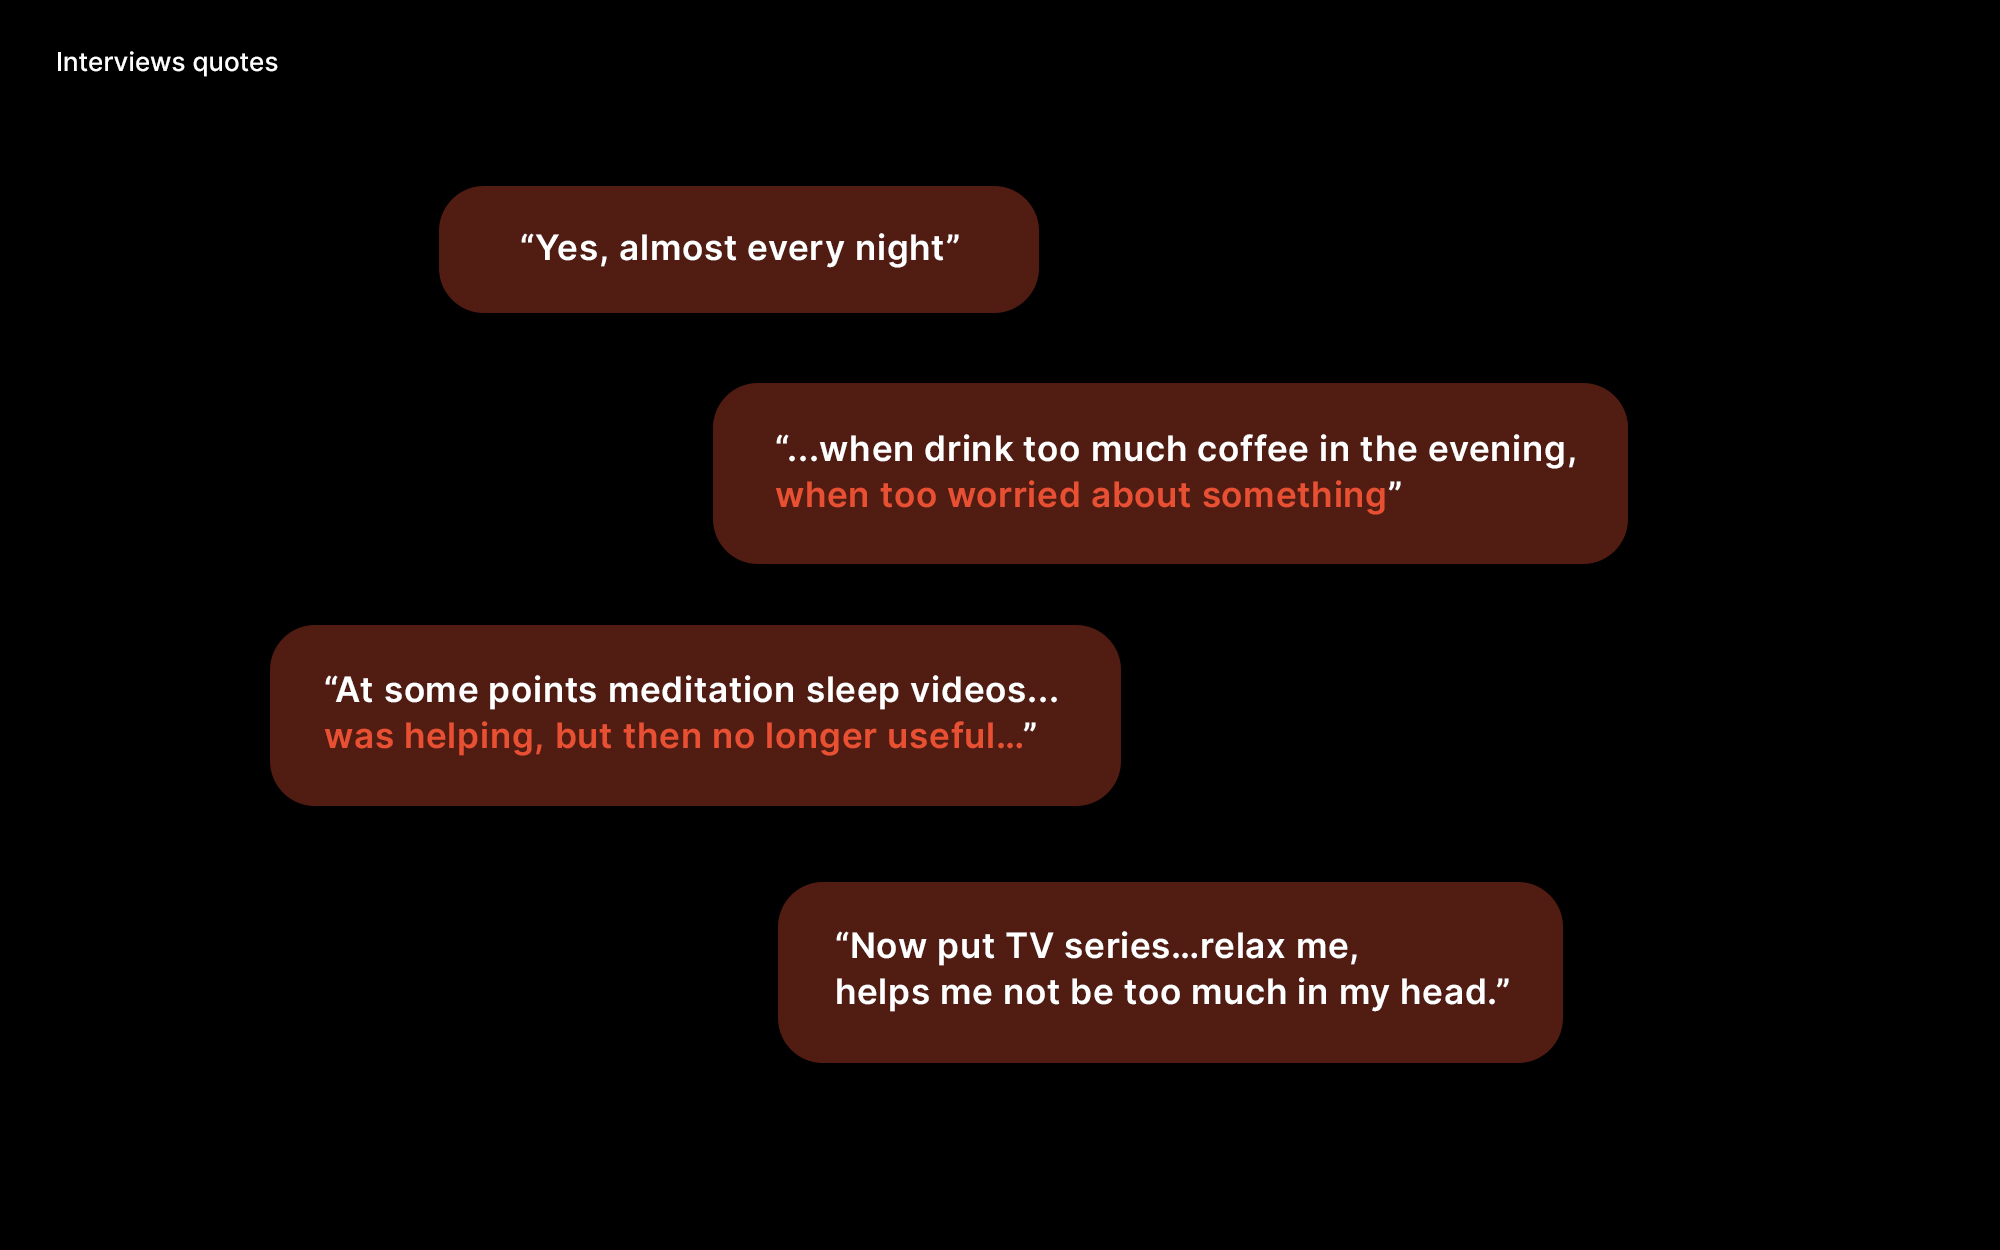 Interviews quotes
“Yes, almost every night”
“...when drink too much coffee in the evening,
when too worried about something”
“At some points meditation sleep videos...
was helping, but then no longer useful...”
“Now put TV series...relax me,
helps me not be too much in my head.”